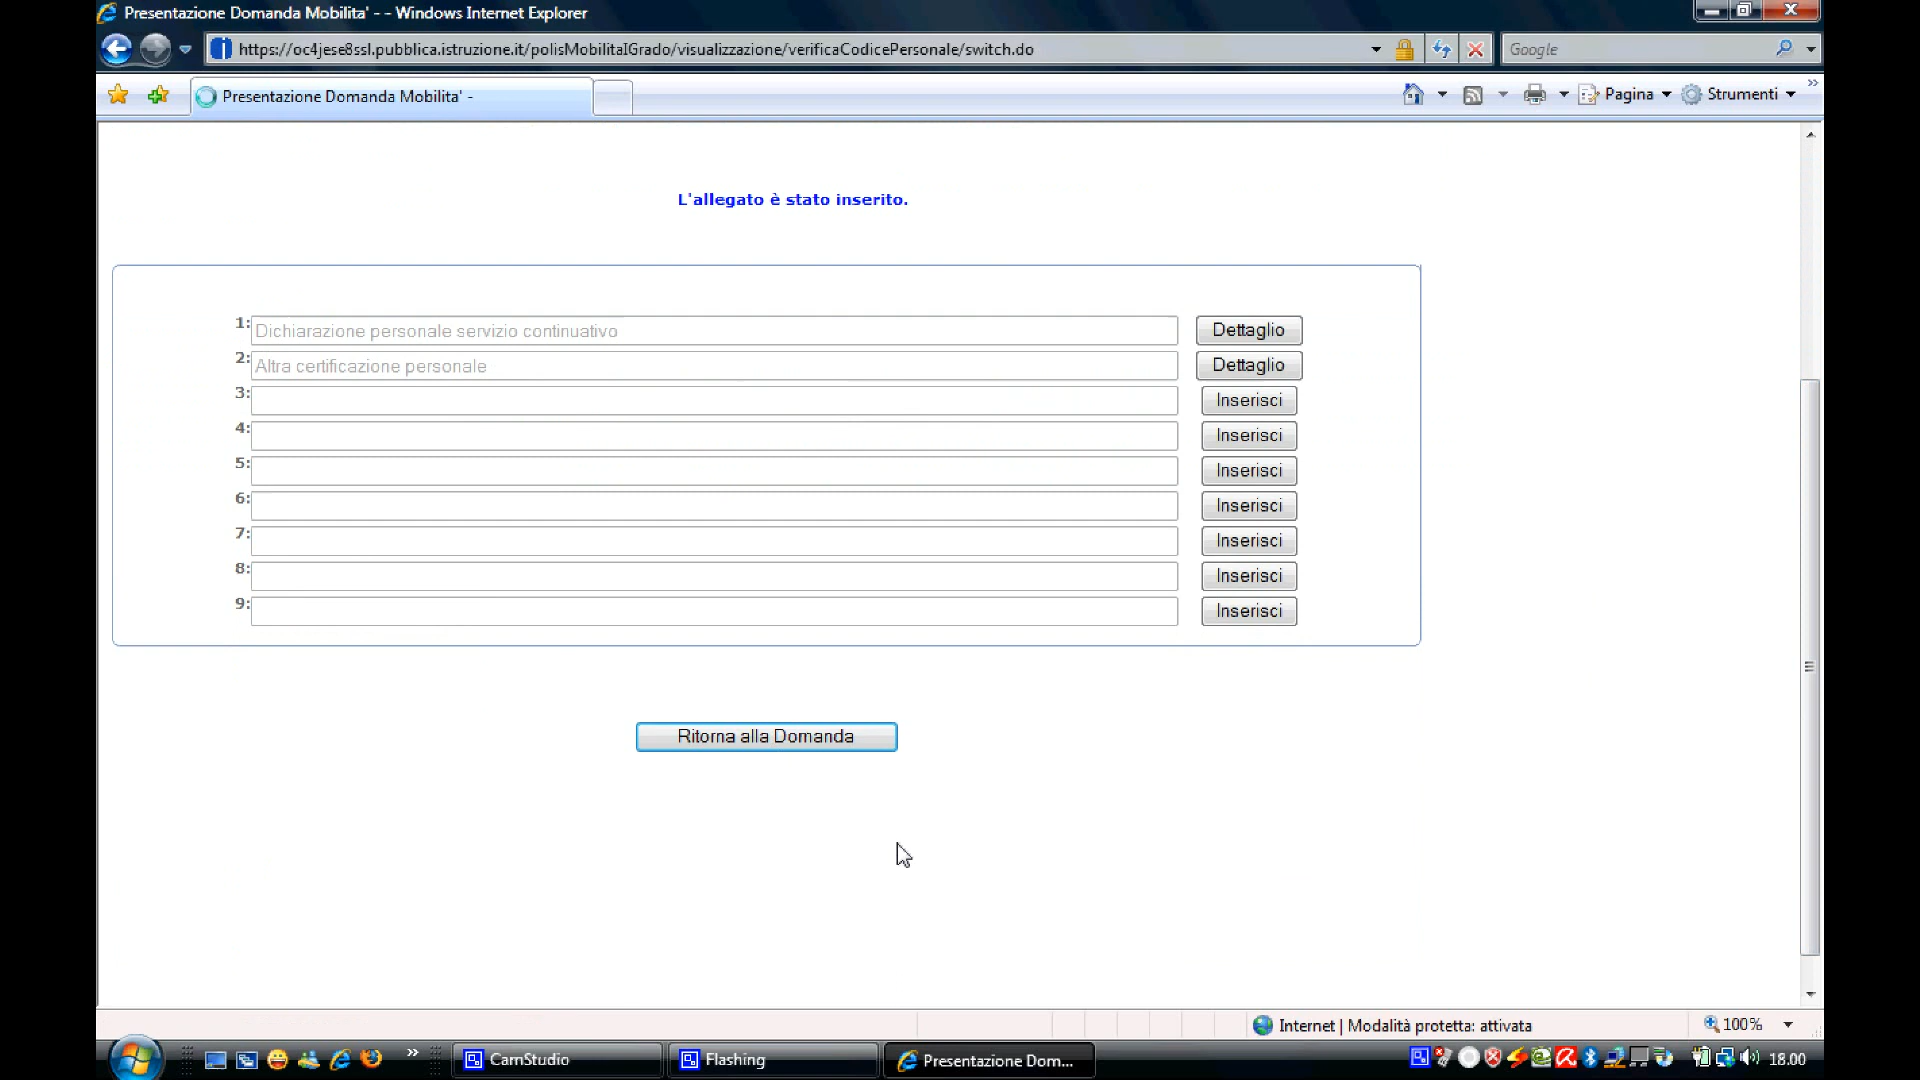 Presentazione Domanda Mobilita' - - Windows Internet Explorer
https://oc4jese8ssl.pubblica.istruzione.it/polisMobilitaIGrado/visualizzazione/verificaCodicePersonale/switch.do
Google
Presentazione Domanda Mobilita' -
Pagina
Strumenti
L'allegato è stato inserito.
1: Dichiarazione personale servizio continuativo Dettaglio
2: Altra certificazione personale Dettaglio
3: Inserisci
4: Inserisci
5: Inserisci
6: Inserisci
7: Inserisci
8: Inserisci
9: Inserisci
Ritorna alla Domanda
Internet | Modalità protetta: attivata
100%
CamStudio
Flashing
Presentazione Dom...
18.00